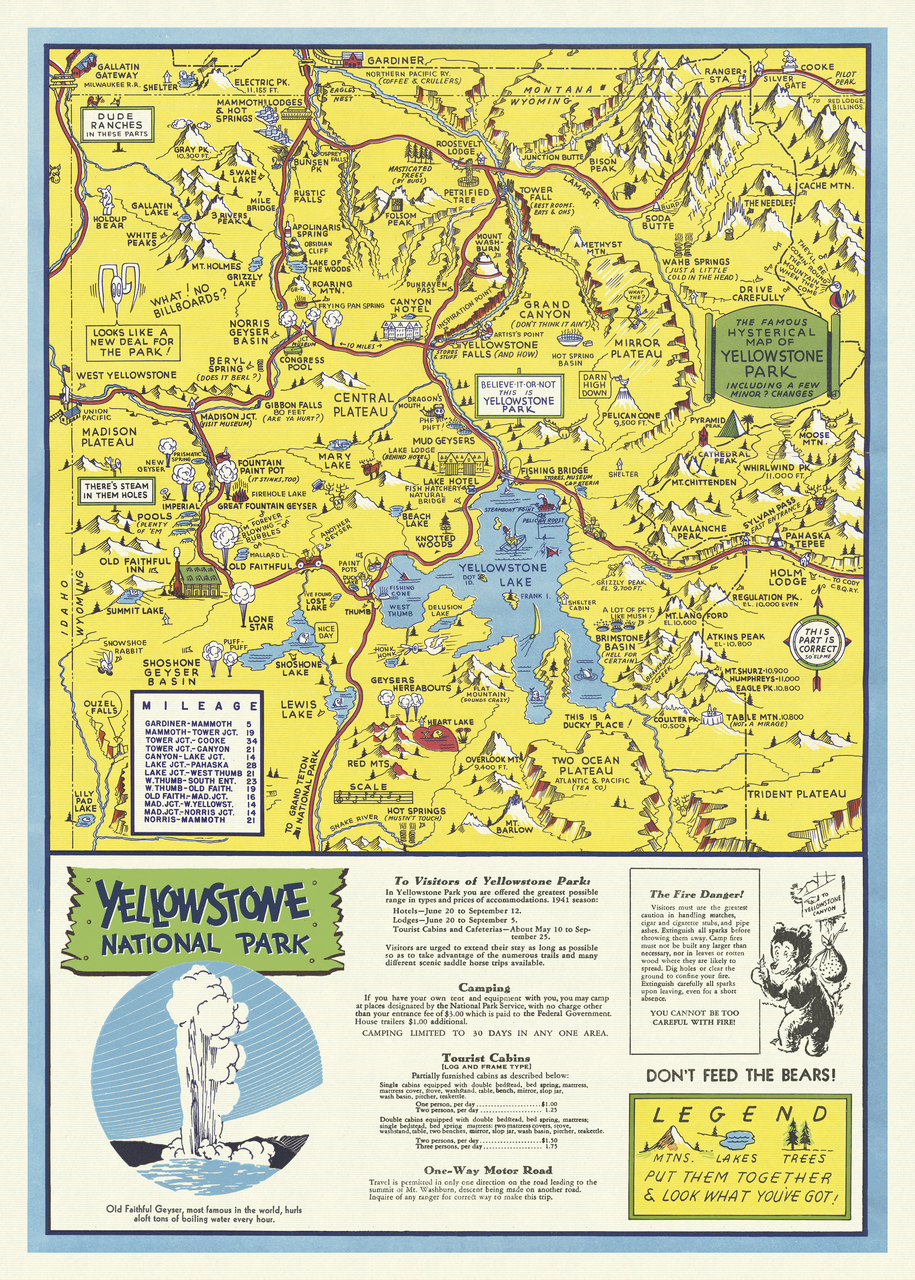 GALLATIN
GATEWAY
MILWAUKEE R.R.
SHELTER
ELECTRIC PK.
11,155 FT.
GARDINER
NORTHERN PACIFIC RY.
(COFFEE & CRULLERS)
EAGLES
NEST
MONTANA
WYOMING
RANGER
STA.
SILVER
GATE
COOKE
PILOT
PEAK
TO RED LODGE,
BILLINGS.
DUDE
RANCHES
IN THESE PARTS
MAMMOTH LODGES
& HOT
SPRINGS
GRAY PK.
10,300 FT.
BUNSEN
PK
OSPREY
FALLS
ROOSEVELT
LODGE
JUNCTION BUTTE
BISON
PEAK
LAMAR R.
MASTICATED
TREES
(BY BUGS)
PETRIFIED
TREE
TOWER
FALL
(REST ROOMS,
EATS & ONS)
SWAN
LAKE
7
MILE
BRIDGE
RUSTIC
FALLS
FOLSOM
PEAK
BURP
SODA
BUTTE
THE THUNDERER
CACHE MTN.
THE NEEDLES
HOLDUP
BEAR
GALLATIN
LAKE
3 RIVERS
PEAK
WHITE
PEAKS
APOLINARIS
SPRING
OBSIDIAN
CLIFF
LAKE OF
THE WOODS
MT. HOLMES
GRIZZLY
LAKE
ROARING
MTN.
GR-R
FRYING PAN SPRING
MOUNT
WASH-
BURN
DUNRAVEN
PASS
AMETHYST
MTN
WAHB SPRINGS
(JUST A LITTLE
COLD IN THE HEAD)
DRIVE
CAREFULLY
THEY'LL BE
COMIN' ROUND
THE
MOUNTAIN
WHEN THEY
COME
WHAT! NO
BILLBOARDS?
LOOKS LIKE A
NEW DEAL FOR
THE PARK!
NORRIS
GEYSER
BASIN
MUSEUM
CONGRESS
POOL
←10 MILES→
CANYON
HOTEL
INSPIRATION POINT
ARTIST'S POINT
STORES
& STUFF
GRAND
CANYON
(DON'T THINK IT AIN'T)
YELLOWSTONE
FALLS (AND HOW)
HOT SPRING
BASIN
WHAT
THE?
MIRROR
PLATEAU
THE FAMOUS
HYSTERICAL
MAP OF
YELLOWSTONE
PARK
INCLUDING A FEW
MINOR? CHANGES
WEST YELLOWSTONE
BERYL
SPRING
(DOES IT BERL?)
UNION
PACIFIC
MADISON JCT.
(VISIT MUSEUM)
GIBBON FALLS
80 FEET
(ARE YA HURT?)
CENTRAL
PLATEAU
DRAGON'S
MOUTH
PHF!
PHFT!
BELIEVE-IT-OR-NOT
THIS IS
YELLOWSTONE
PARK
DARN
HIGH
DOWN
PELICAN CONE
9,500 FT.
PYRAMID
PEAK
CATHEDRAL
PEAK
MOOSE
MTN
MADISON
PLATEAU
MUD GEYSERS
MARY
LAKE
LAKE LODGE
(BEHIND HOTEL)
NEW
GEYSER
PRISMATIC
SPRING
FOUNTAIN
PAINT POT
(IT STINKS,TOO)
FIREHOLE LAKE
GREAT FOUNTAIN GEYSER
LAKE HOTEL
FISH HATCHERY
NATURAL
BRIDGE
FISHING BRIDGE
STORES, MUSEUM
CAFETERIA
SHELTER
MT. CHITTENDEN
WHIRLWIND PK.
11,000 FT.
THERE'S STEAM
IN THEM HOLES
IMPERIAL
POOLS
(PLENTY
OF 'EM
I'M FOREVER
BLOWING
BUBBLES
MALLARD L.
ANOTHER
GEYSER
BEACH
LAKE
KNOTTED
WOODS
STEAMBOAT POINT
PELICAN ROOST
AVALANCHE
PEAK
SYLVAN PASS
EAST ENTRANCE
PAHASKA
TEPEE
OLD FAITHFUL
INN
OLD FAITHFUL
PAINT
POTS
DUCK
LAKE
FISHING
CONE
THUMB
WEST
THUMB
YELLOWSTONE
LAKE
DOT
ID.
FRANK I.
GRIZZLY PEAK
EL. 9,700 FT.
HOLM
LODGE
TO CODY
C.B.Q.RY.
IDAHO
WYOMING
SUMMIT LAKE
LONE
STAR
I'VE FOUND
LOST
LAKE
NICE
DAY
DELUSION
LAKE
SHELTER
CABIN
A LOT OF PFTS
LIKE MUSH!
MT. LANGFORD
EL. 10,600
REGULATION PK.
EL. 10,000 EVEN
N
THIS
PART IS
CORRECT
SO HELP ME
SNOWSHOE
RABBIT
PUFF-
PUFF
SHOSHONE
GEYSER
BASIN
SHOSHONE
LAKE
HONK
HONK
BRIMSTONE
BASIN
(HELL FOR
CERTAIN)
ATKINS PEAK
EL-10,800
MT. SHURZ-10,900
HUMPHREYS-11,000
EAGLE PK.10,800
OUZEL
FALLS
LEWIS
LAKE
GEYSERS
HEREABOUTS
FLAT
MOUNTAIN
(SOUNDS CRAZY)
HEART LAKE
THIS IS A
DUCKY PLACE!
COULTER PK.
10,500
TABLE MTN.10,800
(NOT A MIRAGE)
MILEAGE
GARDINER-MAMMOTH 5
MAMMOTH-TOWER JCT. 19
TOWER JCT.- COOKE 34
TOWER JCT.-CANYON 21
CANYON-LAKE JCT. 14
LAKE JCT.-PAHASKA 28
LAKE JCT.-WEST THUMB 21
W.THUMB-SOUTH ENT. 23
W.THUMB-OLD FAITH. 19
OLD FAITH-MAD.JCT. 16
MAD.JCT.-W.YELLOWST. 14
MAD.JCT-NORRIS JCT. 14
NORRIS-MAMMOTH 21
LILY
PAD
LAKE
TO GRAND TETON
NATIONAL PARK
RED MTS.
OVERLOOK MT.
9,400 FT.
TWO OCEAN
PLATEAU
ATLANTIC & PACIFIC
(TEA CO)
SCALE
SNAKE RIVER
HOT SPRINGS
(MUSTN'T TOUCH)
MT.
BARLOW
TRIDENT PLATEAU
YELLOWSTONE
NATIONAL PARK
Old Faithful Geyser, most famous in the world, hurls
aloft tons of boiling water every hour.
To Visitors of Yellowstone Park:
In Yellowstone Park you are offered the greatest possible
range in types and prices of accommodations. 1941 season:
Hotels—June 20 to September 12.
Lodges—June 20 to September 5.
Tourist Cabins and Cafeterias—About May 10 to Sep-
tember 25.
Visitors are urged to extend their stay as long as possible
so as to take advantage of the numerous trails and many
different scenic saddle horse trips available.
Camping
If you have your own tent and equipment with you, you may camp
at places designated by the National Park Service, with no charge other
than your entrance fee of $3.00 which is paid to the Federal Government.
House trailers $1.00 additional.
CAMPING LIMITED TO 30 DAYS IN ANY ONE AREA.
Tourist Cabins
[LOG AND FRAME TYPE]
Partially furnished cabins as described below:
Single cabins equipped with double bedstead, bed spring, mattress,
mattress cover, stove, washstand, table, bench, mirror, slop jar,
wash basin, pitcher, teakettle.
One person, per day ..................$1.00
Two persons, per day .................. 1.25
Double cabins equipped with double bedstead, bed spring, mattress;
single bedstead, bed spring mattress; two mattress covers, stove,
washstand, table, two benches, mirror, slop jar, wash basin, pitcher, teakettle.
Two persons, per day ..................$1.50
Three persons, per day .................. 1.75
One-Way Motor Road
Travel is permitted in only one direction on the road leading to the
summit of Mt. Washburn, descent being made on another road.
Inquire of any ranger for correct way to make this trip.
The Fire Danger!
Visitors must use the greatest
caution in handling matches,
cigar and cigarette stubs, and pipe
ashes. Extinguish all sparks before
throwing them away. Camp fires
must not be built any larger than
necessary, nor in leaves or rotten
wood where they are likely to
spread. Dig holes or clear the
ground to confine your fire.
Extinguish carefully all sparks
upon leaving, even for a short
absence.
YOU CANNOT BE TOO
CAREFUL WITH FIRE!
TO
YELLOWSTONE
CANYON
DON'T FEED THE BEARS!
LEGEND
MTNS. LAKES TREES
PUT THEM TOGETHER
& LOOK WHAT YOU'VE GOT!